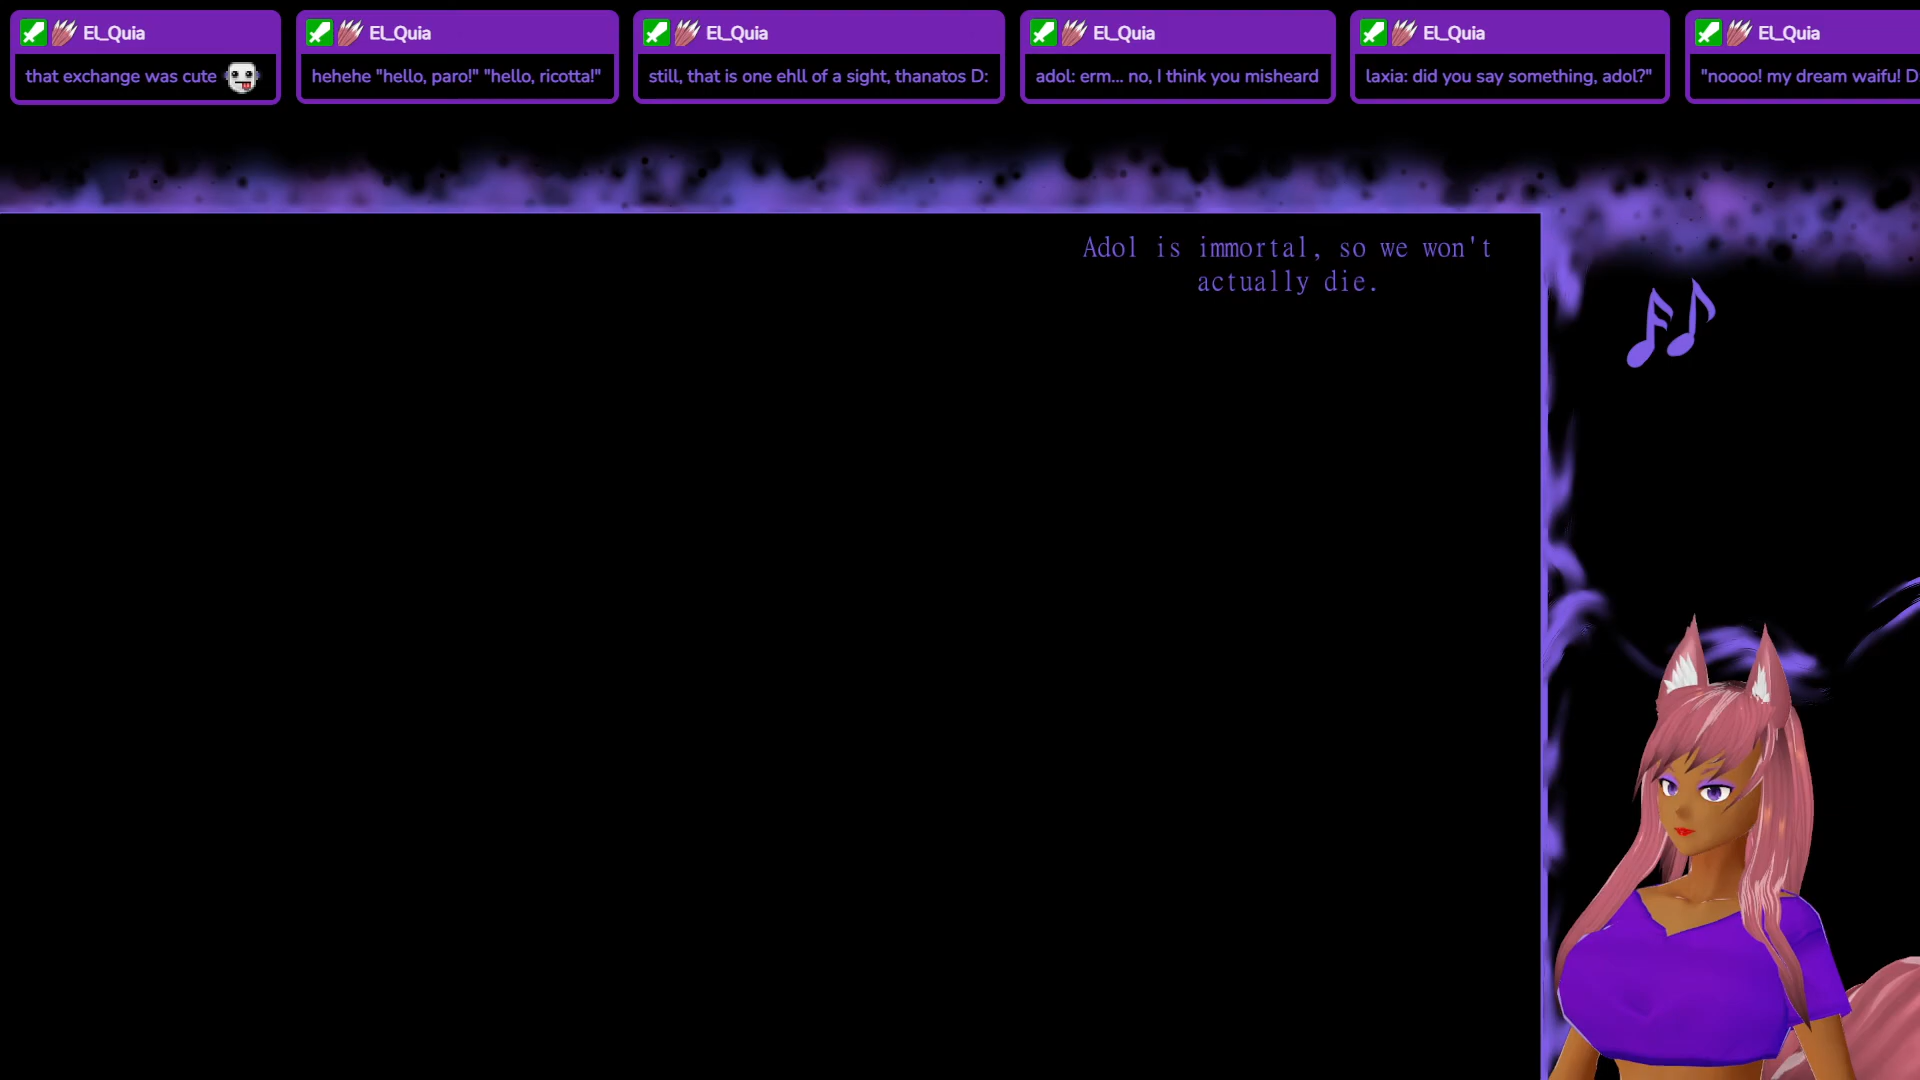 El_Quia
that exchange was cute
El_Quia
hehehe "hello, paro!" "hello, ricotta!"
El_Quia
still, that is one ehll of a sight, thanatos D:
El_Quia
adol: erm... no, I think you misheard
El_Quia
laxia: did you say something, adol?"
El_Quia
"noooo! my dream waifu! D
Adol is immortal, so we won't
actually die.